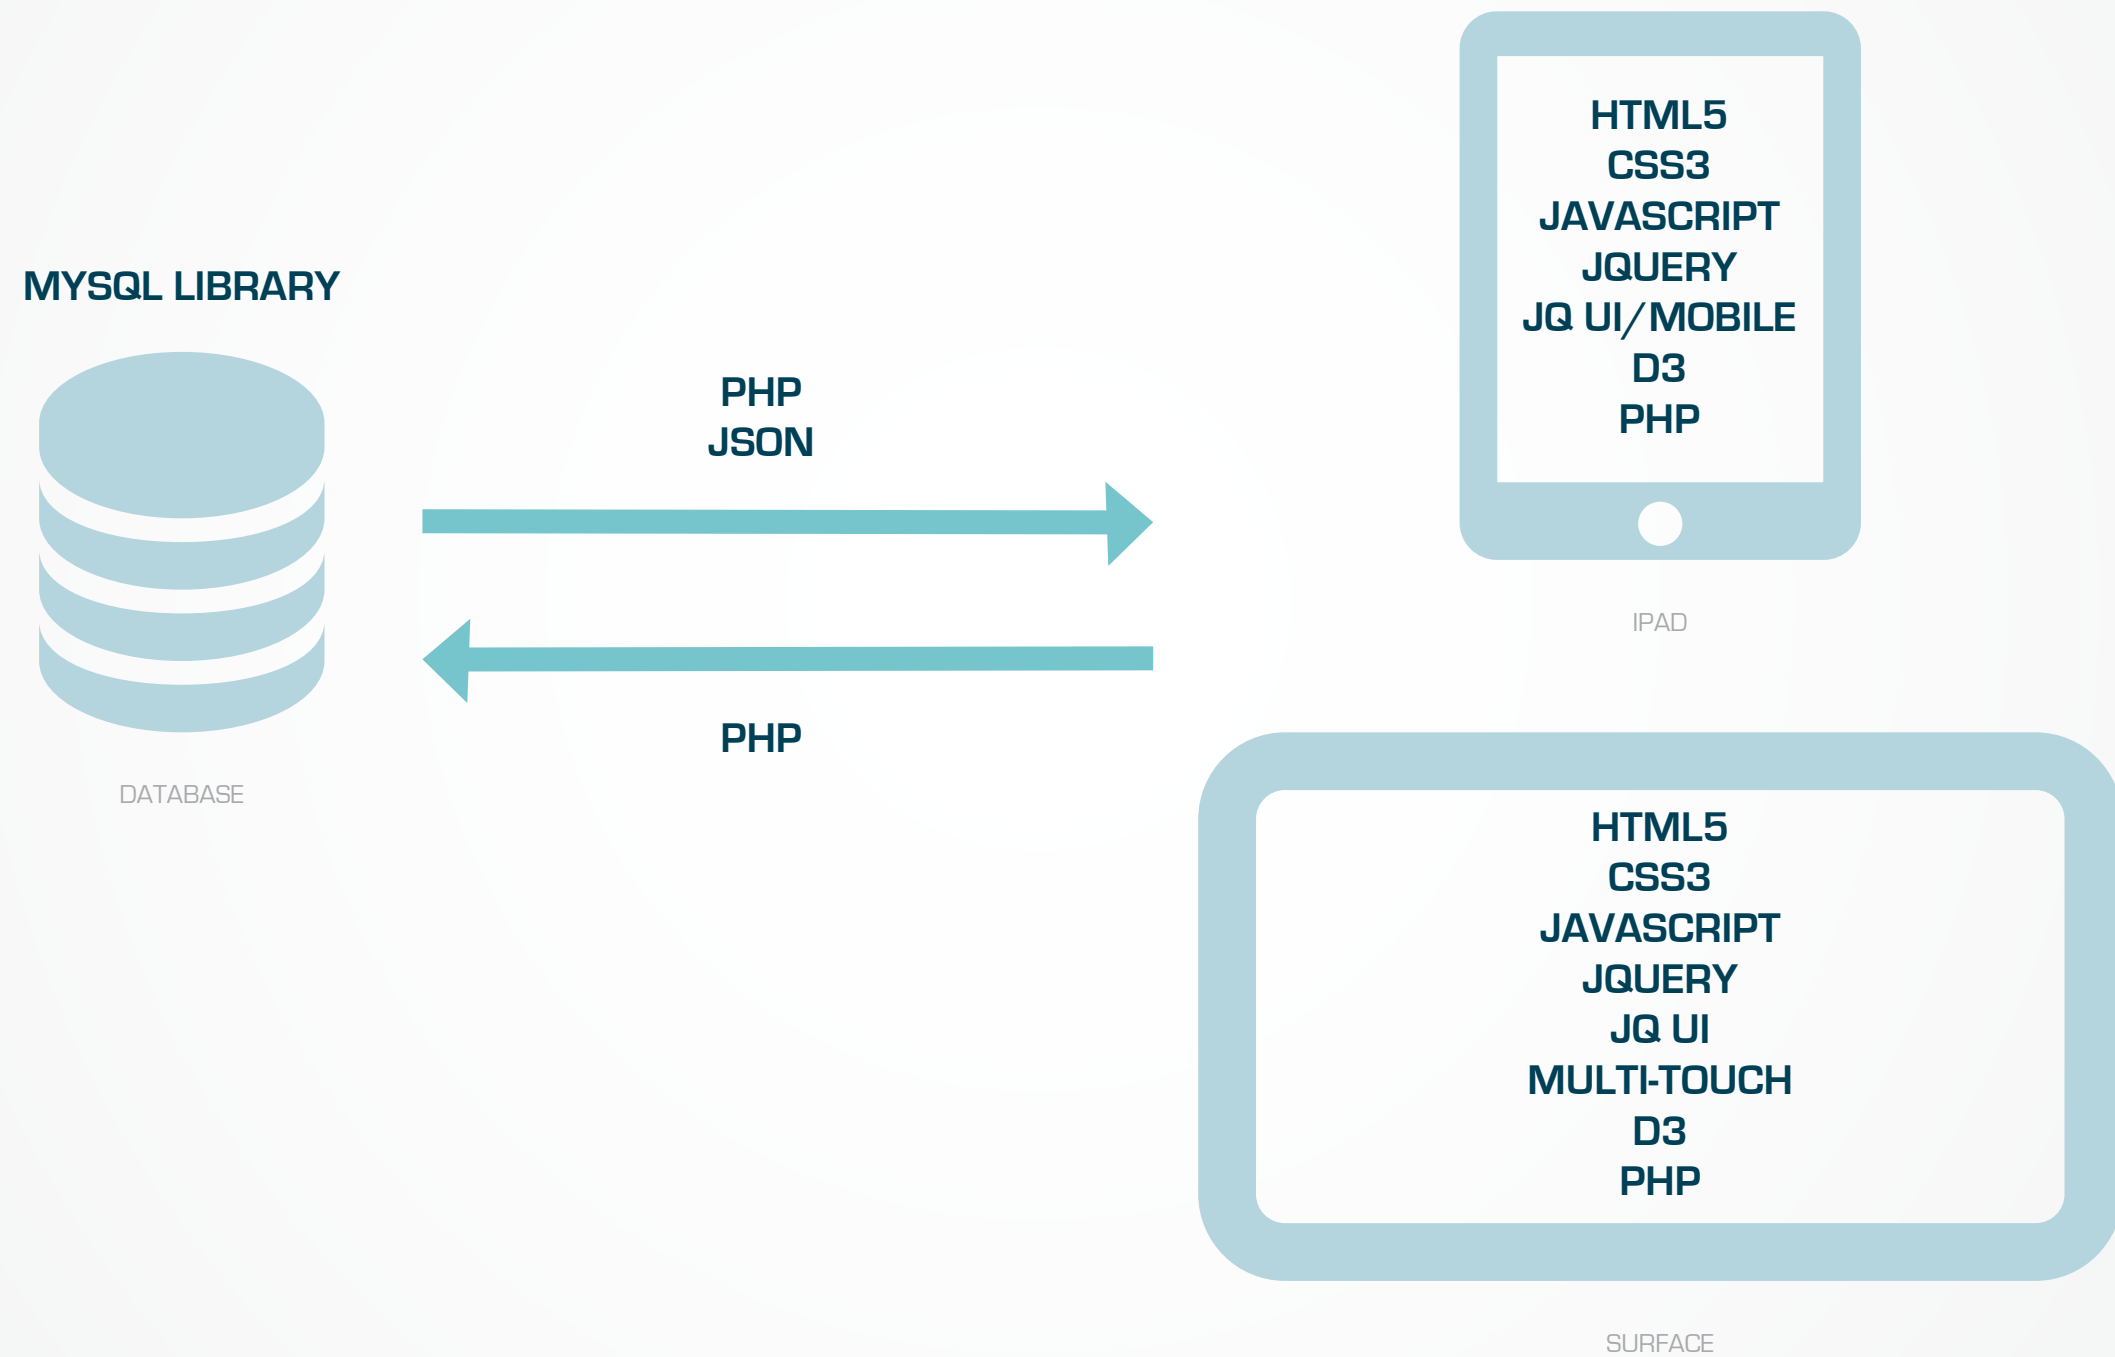 MYSQL LIBRARY
DATABASE
PHP
JSON
PHP
HTML5
CSS3
JAVASCRIPT
JQUERY
JQ UI/MOBILE
D3
PHP
IPAD
HTML5
CSS3
JAVASCRIPT
JQUERY
JQ UI
MULTI-TOUCH
D3
PHP
SURFACE